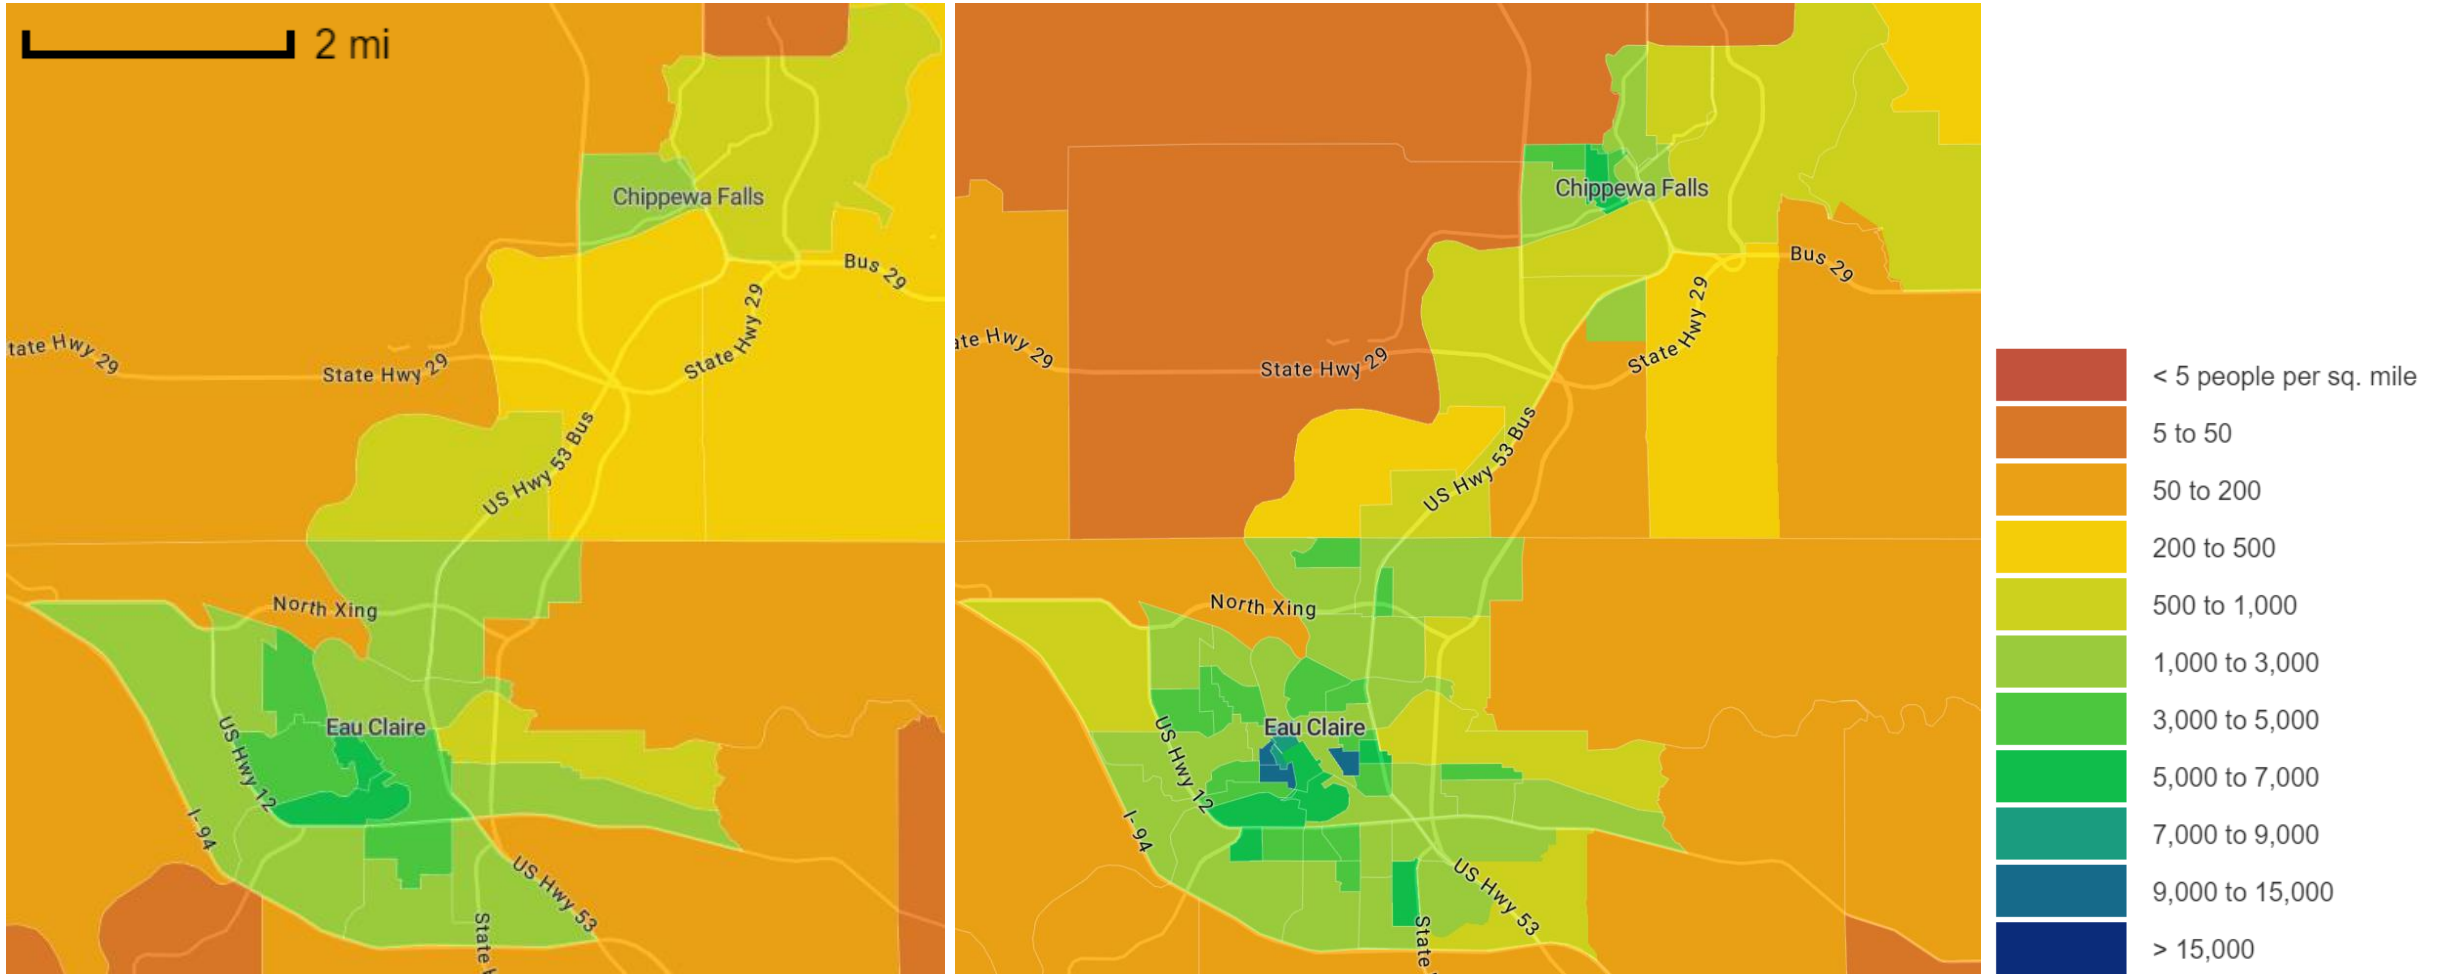 2 mi
Chippewa Falls
Bus 29
State Hwy 29
tate Hwy 29
State Hwy 29
US Hwy 53 Bus
North Xing
Eau Claire
US Hwy 12
I-94
US Hwy 53
State H
Chippewa Falls
Bus 29
State Hwy 29
ate Hwy 29
State Hwy 29
US Hwy 53 Bus
North Xing
Eau Claire
US Hwy 12
I-94
US Hwy 53
State
< 5 people per sq. mile
5 to 50
50 to 200
200 to 500
500 to 1,000
1,000 to 3,000
3,000 to 5,000
5,000 to 7,000
7,000 to 9,000
9,000 to 15,000
> 15,000